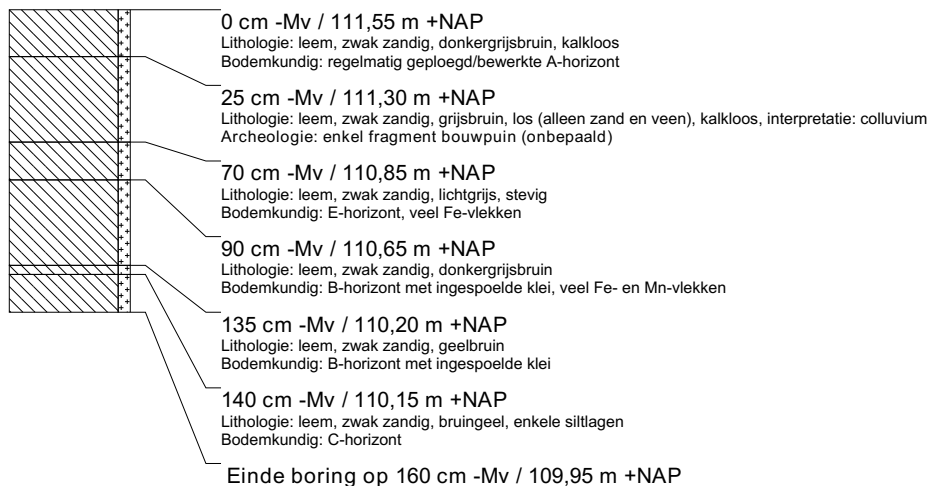 0 cm -Mv / 111,55 m +NAP
Lithologie: leem, zwak zandig, donkergrijsbruin, kalkloos
Bodemkundig: regelmatig geploegd/bewerkte A-horizont
25 cm -Mv / 111,30 m +NAP
Lithologie: leem, zwak zandig, grijsbruin, los (alleen zand en veen), kalkloos, interpretatie: colluvium
Archeologie: enkel fragment bouwpuin (onbepaald)
70 cm -Mv / 110,85 m +NAP
Lithologie: leem, zwak zandig, lichtgrijs, stevig
Bodemkundig: E-horizont, veel Fe-vlekken
90 cm -Mv / 110,65 m +NAP
Lithologie: leem, zwak zandig, donkergrijsbruin
Bodemkundig: B-horizont met ingespoelde klei, veel Fe- en Mn-vlekken
135 cm -Mv / 110,20 m +NAP
Lithologie: leem, zwak zandig, geelbruin
Bodemkundig: B-horizont met ingespoelde klei
140 cm -Mv / 110,15 m +NAP
Lithologie: leem, zwak zandig, bruingeel, enkele siltlagen
Bodemkundig: C-horizont
Einde boring op 160 cm -Mv / 109,95 m +NAP